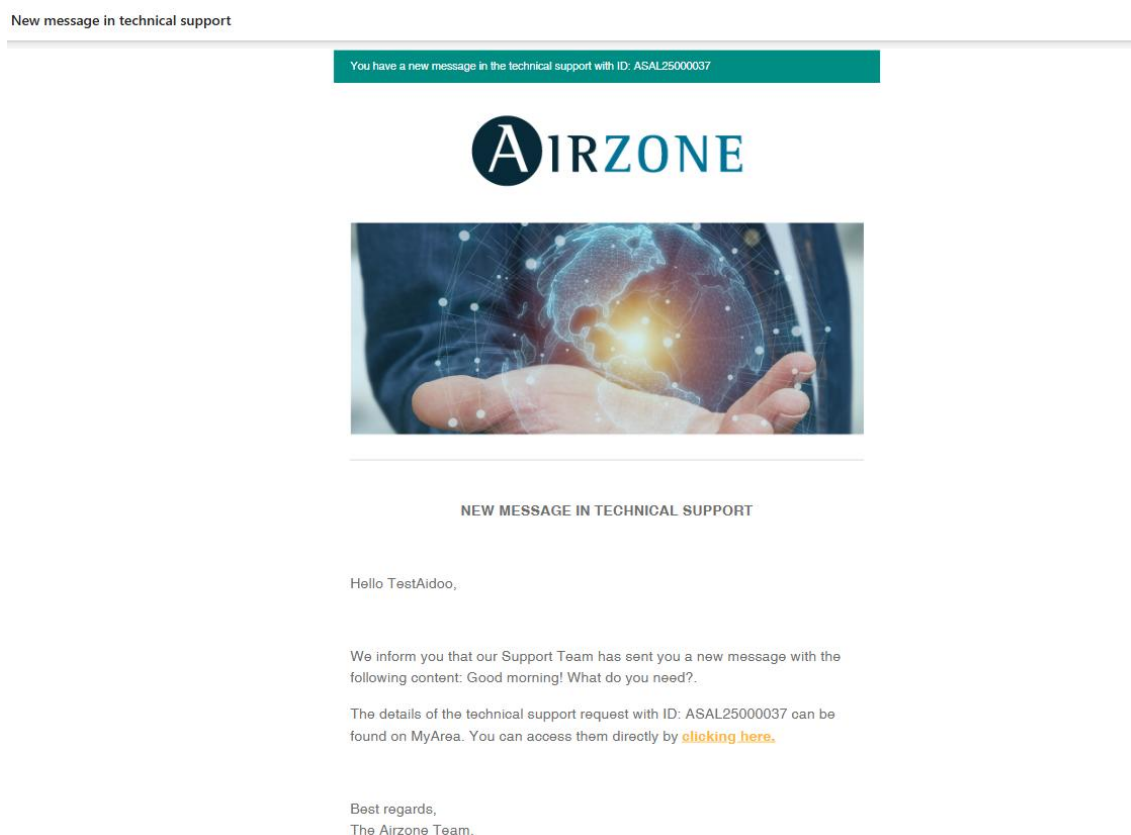 New message in technical support
You have a new message in the technical support with ID: ASAL25000037
AIRZONE
NEW MESSAGE IN TECHNICAL SUPPORT
Hello TestAidoo,
We inform you that our Support Team has sent you a new message with the
following content: Good morning! What do you need?.
The details of the technical support request with ID: ASAL25000037 can be
found on MyArea. You can access them directly by clicking here.
Best regards,
The Airzone Team.